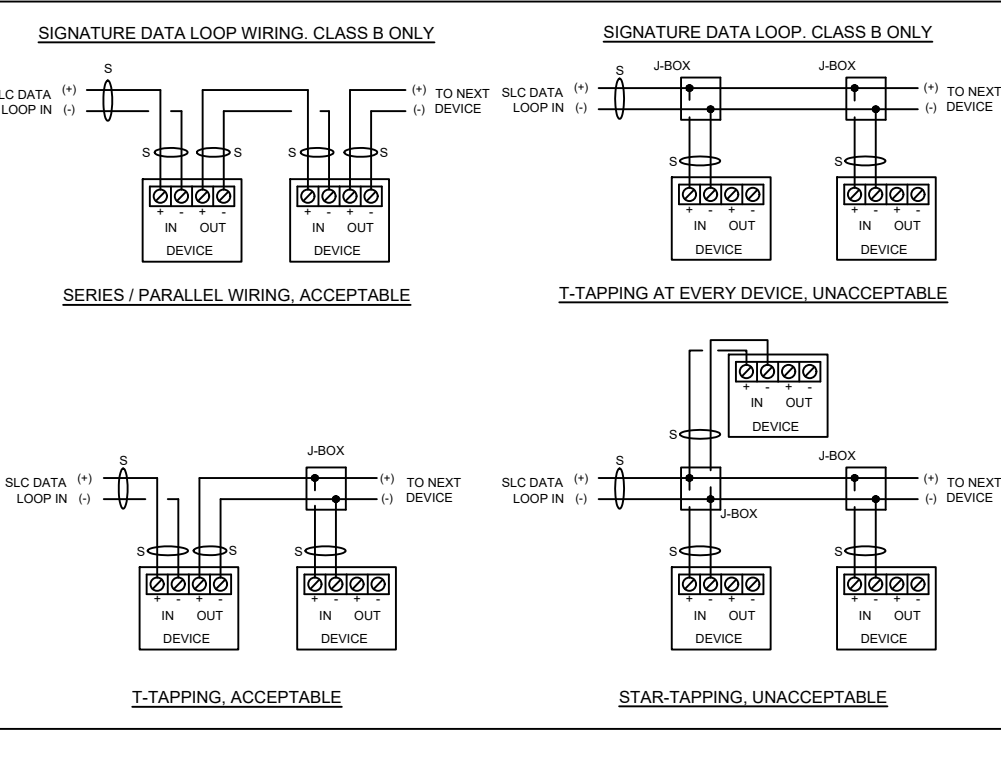 SIGNATURE DATA LOOP WIRING. CLASS B ONLY
S
LC DATA (+)
LOOP IN (-)
(+) TO NEXT
(-) DEVICE
S S S S
+ - + - + - + -
IN OUT IN OUT
DEVICE DEVICE
SERIES / PARALLEL WIRING, ACCEPTABLE
SIGNATURE DATA LOOP. CLASS B ONLY
S J-BOX J-BOX
SLC DATA (+)
LOOP IN (-)
(+) TO NEXT
(-) DEVICE
S S
+ - + - + - + -
IN OUT IN OUT
DEVICE DEVICE
T-TAPPING AT EVERY DEVICE, UNACCEPTABLE
S J-BOX
SLC DATA (+)
LOOP IN (-)
(+) TO NEXT
(-) DEVICE
S S S
+ - + - + - + -
IN OUT IN OUT
DEVICE DEVICE
T-TAPPING, ACCEPTABLE
+ - + -
IN OUT
DEVICE
S
S J-BOX
SLC DATA (+)
LOOP IN (-)
(+) TO NEXT
(-) DEVICE
J-BOX
S S
+ - + - + - + -
IN OUT IN OUT
DEVICE DEVICE
STAR-TAPPING, UNACCEPTABLE